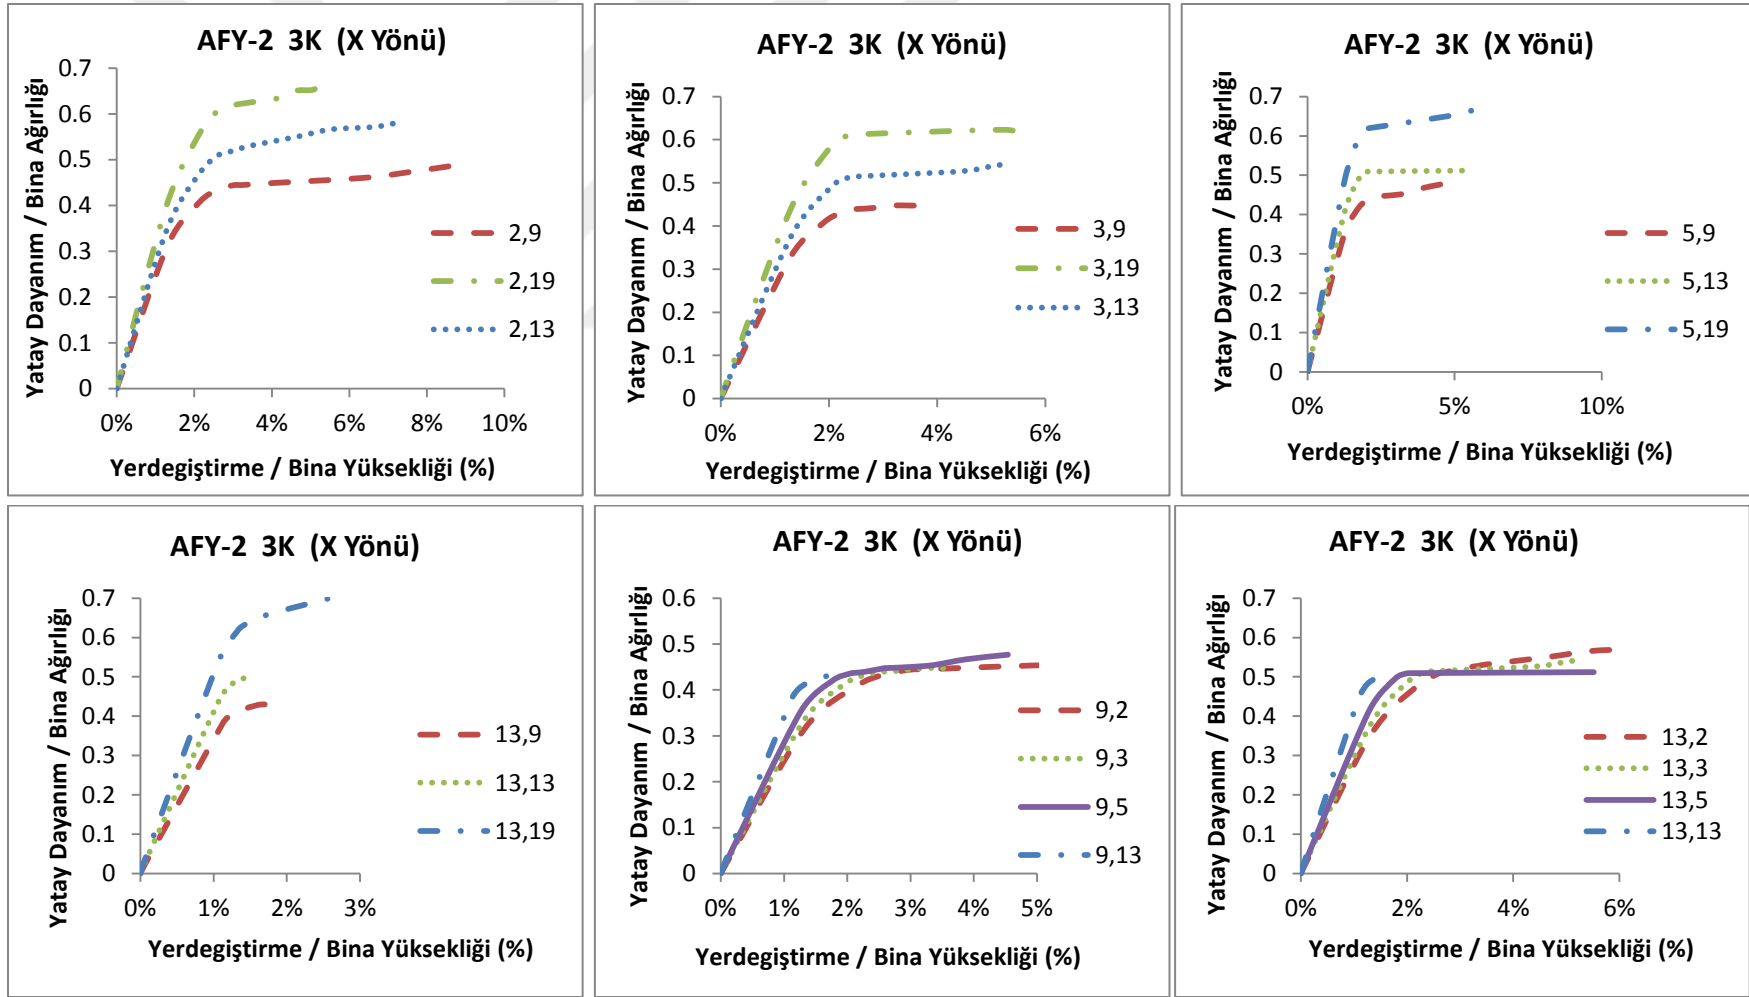 AFY-2 3K (X Yönü)
Yatay Dayanım / Bina Ağırlığı
0.7
0.6
0.5
0.4
0.3
0.2
0.1
0
0% 2% 4% 6% 8% 10%
Yerdegiştirme / Bina Yüksekliği (%)
2,9
2,19
2,13
AFY-2 3K (X Yönü)
Yatay Dayanım / Bina Ağırlığı
0.7
0.6
0.5
0.4
0.3
0.2
0.1
0
0% 2% 4% 6%
Yerdegiştirme / Bina Yüksekliği (%)
3,9
3,19
3,13
AFY-2 3K (X Yönü)
Yatay Dayanım / Bina Ağırlığı
0.7
0.6
0.5
0.4
0.3
0.2
0.1
0
0% 5% 10%
Yerdegiştirme / Bina Yüksekliği (%)
5,9
5,13
5,19
AFY-2 3K (X Yönü)
Yatay Dayanım / Bina Ağırlığı
0.7
0.6
0.5
0.4
0.3
0.2
0.1
0
0% 1% 2% 3%
Yerdegiştirme / Bina Yüksekliği (%)
13,9
13,13
13,19
AFY-2 3K (X Yönü)
Yatay Dayanım / Bina Ağırlığı
0.6
0.5
0.4
0.3
0.2
0.1
0
0% 1% 2% 3% 4% 5%
Yerdegiştirme / Bina Yüksekliği (%)
9,2
9,3
9,5
9,13
AFY-2 3K (X Yönü)
Yatay Dayanım / Bina Ağırlığı
0.7
0.6
0.5
0.4
0.3
0.2
0.1
0
0% 2% 4% 6%
Yerdegiştirme / Bina Yüksekliği (%)
13,2
13,3
13,5
13,13